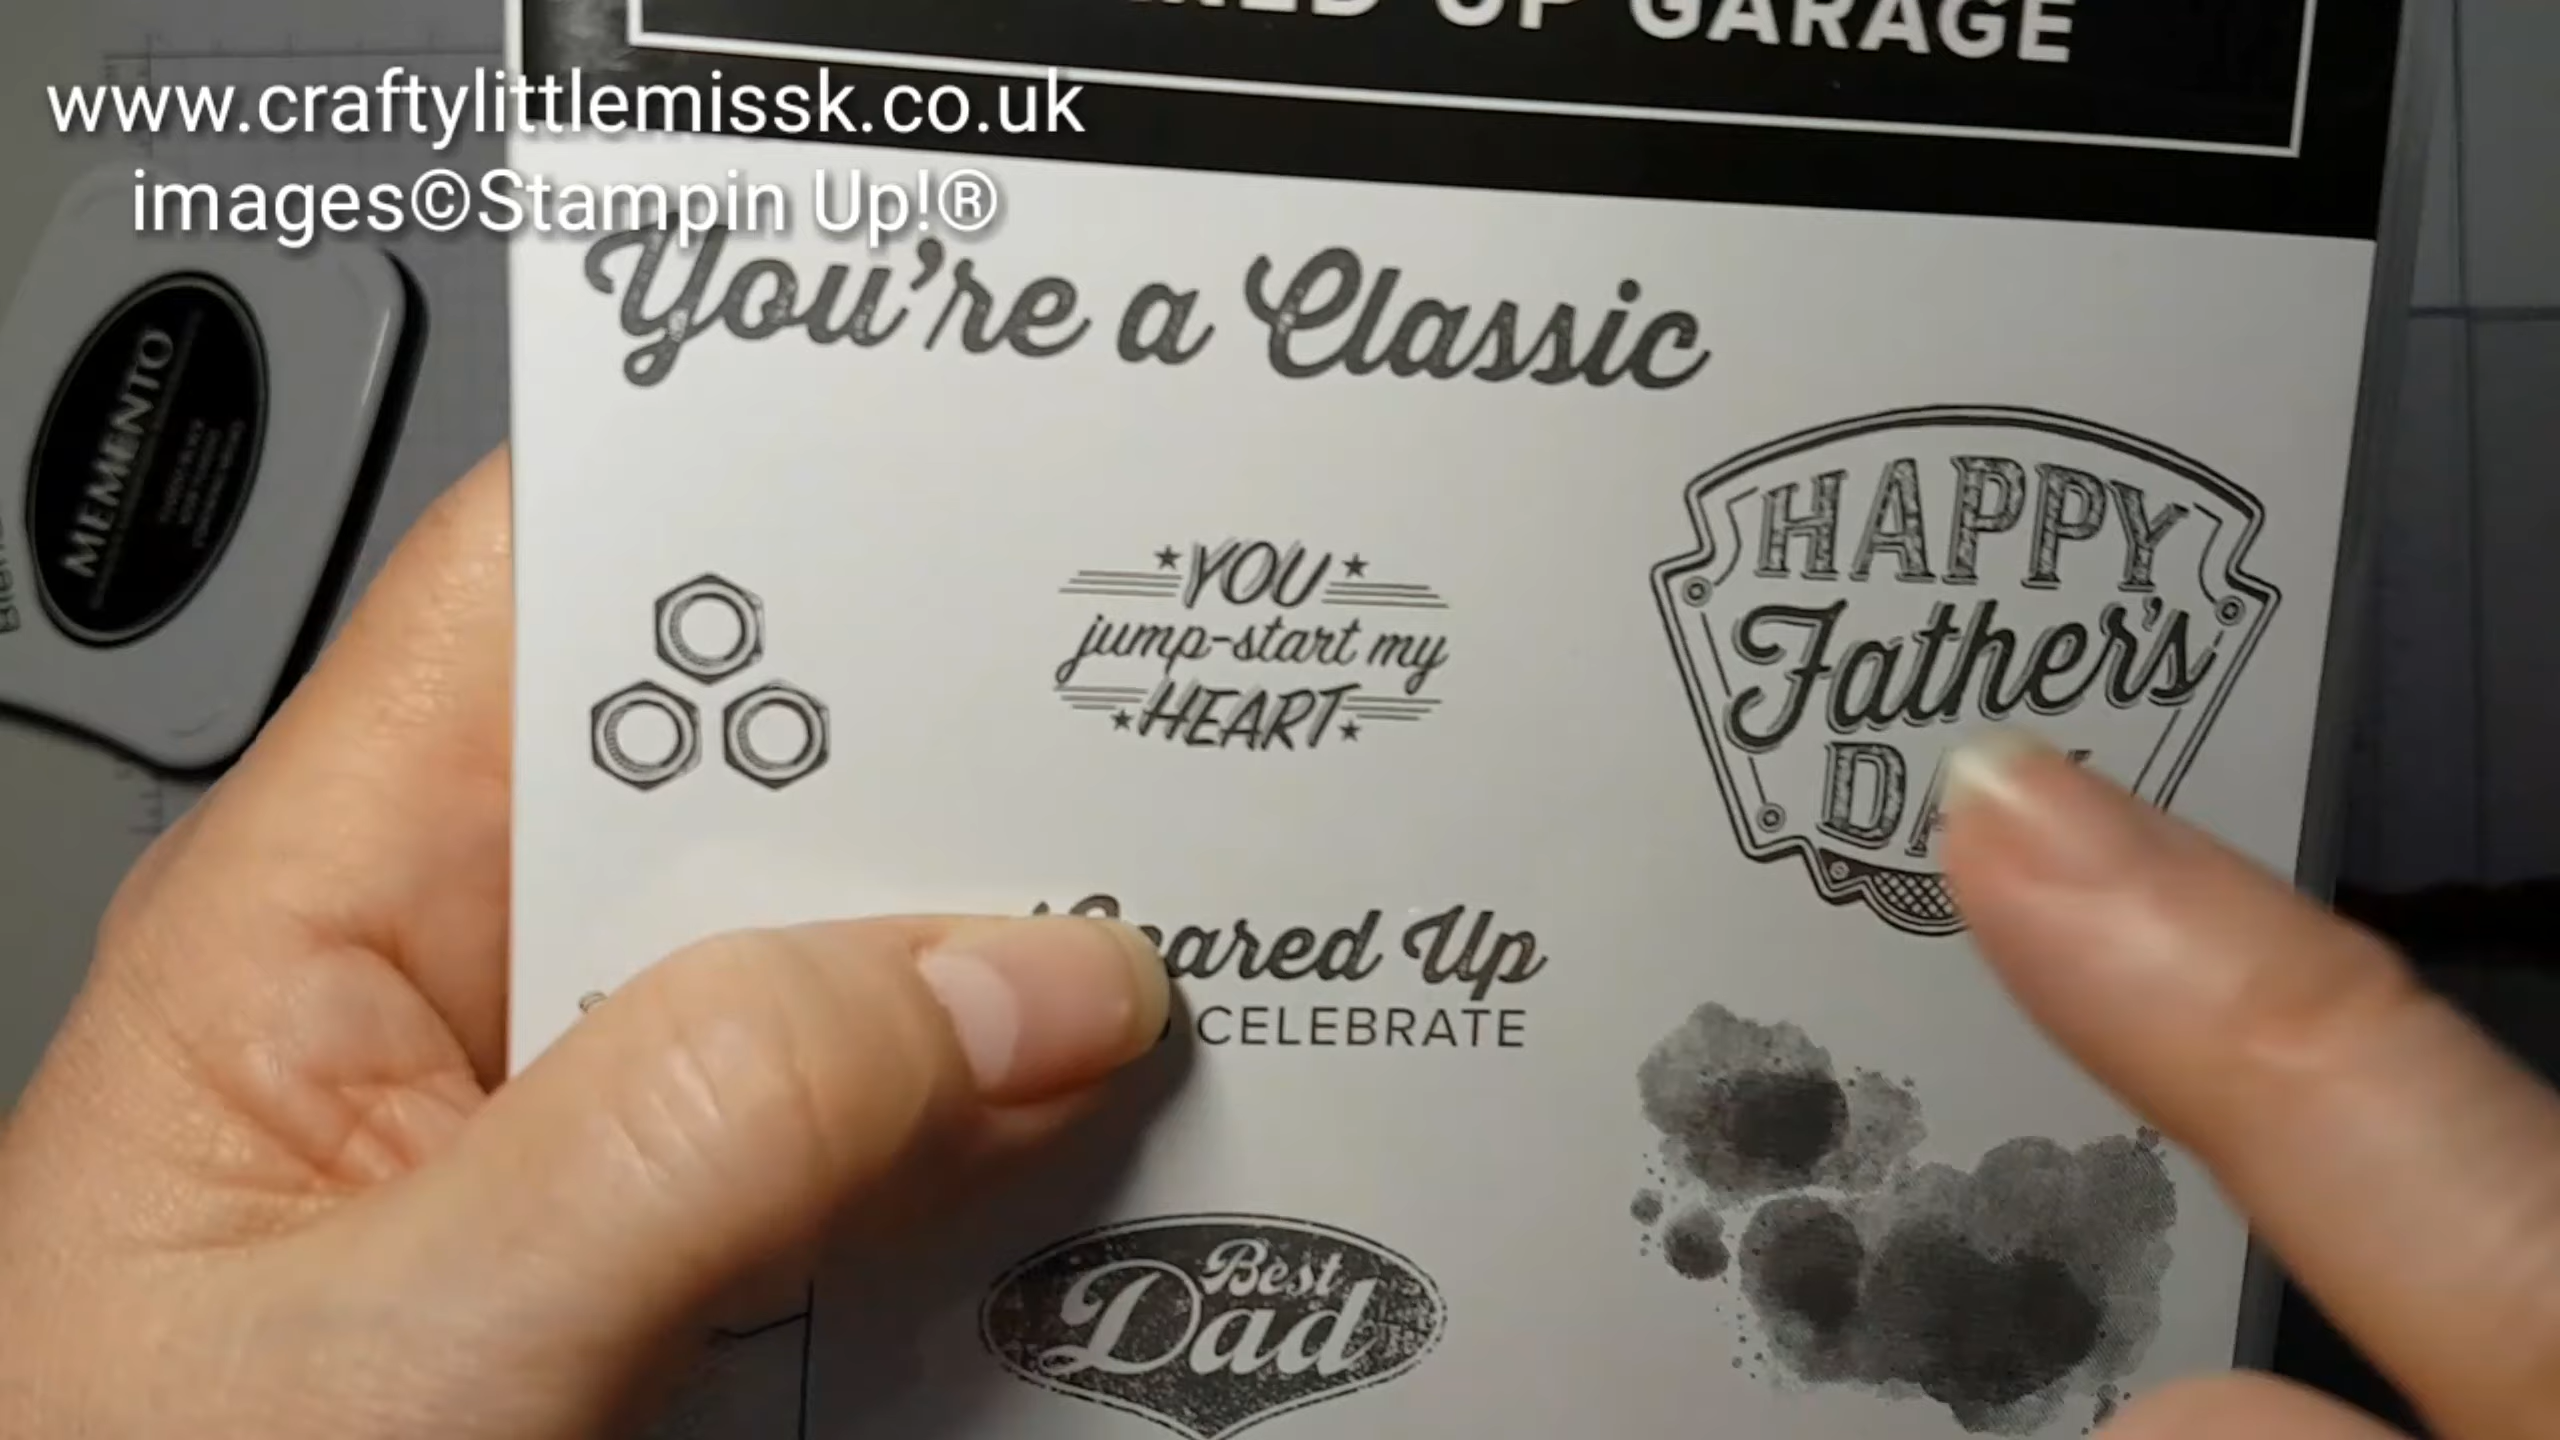 UP GARAGE
www.craftylittlemissk.co.uk
images©Stampin Up!®
You're a Classic
MEMENTO
YOU
jump-start my
HEART
HAPPY
Father's
Up
CELEBRATE
Best
Dad